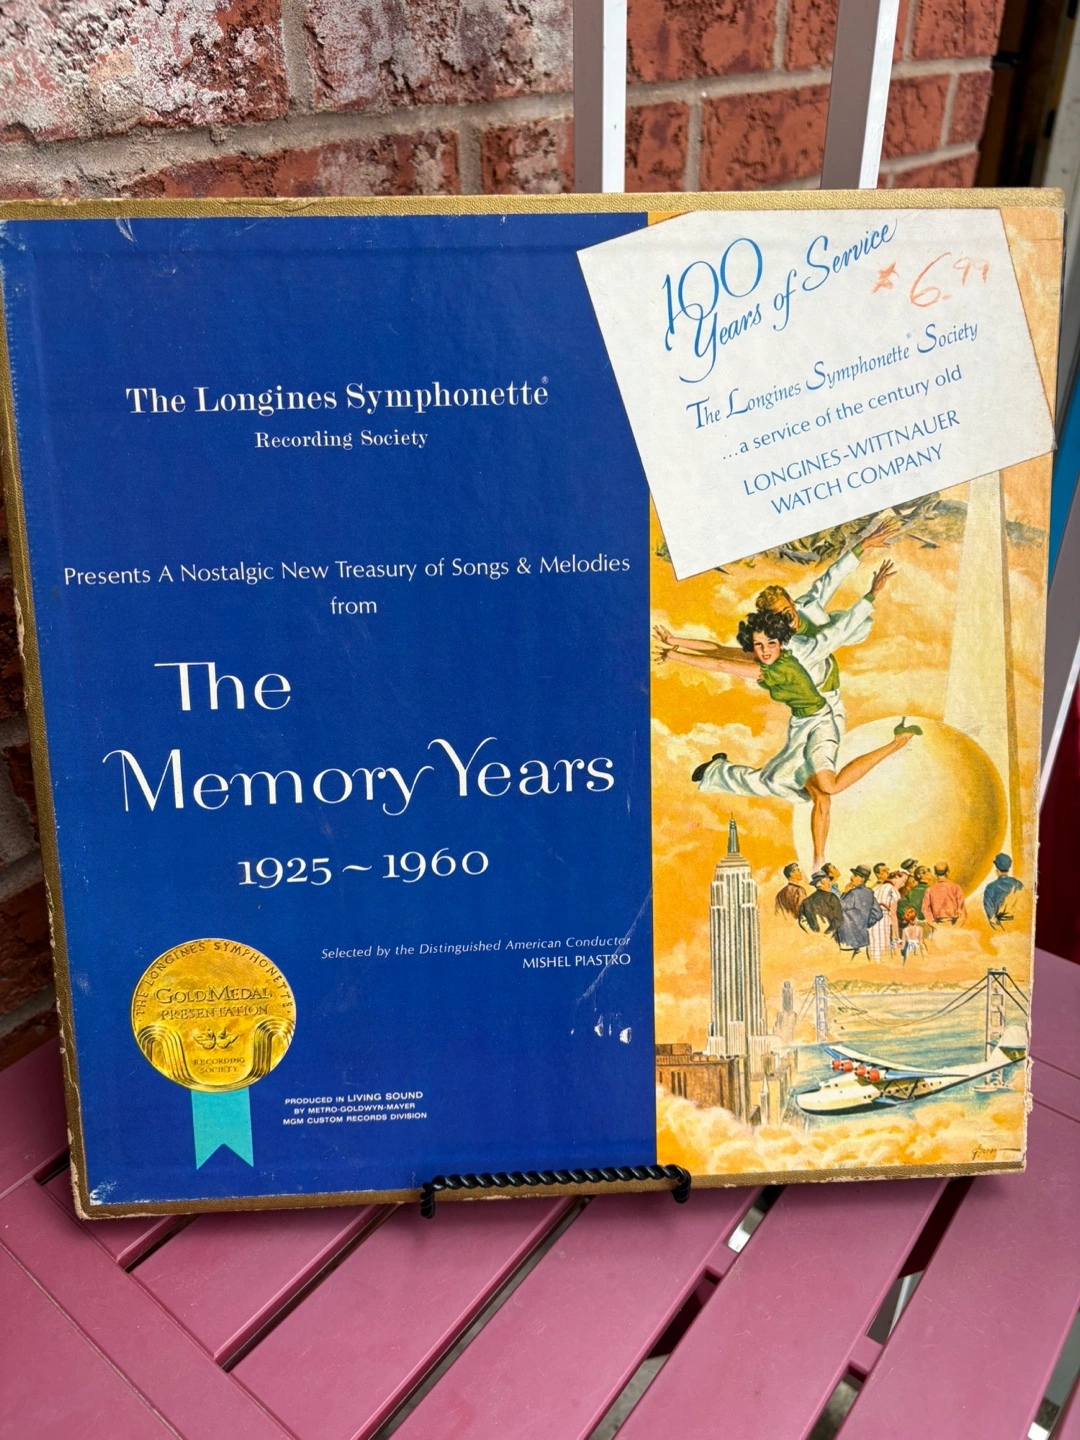 The Longines Symphonette®
Recording Society
Presents A Nostalgic New Treasury of Songs & Melodies
from
The
Memory Years
1925~1960
Selected by the Distinguished American Conductor
MISHEL PIASTRO
THE LONGINES SYMPHONETTE
GOLD MEDAL
PRESENTATION
RECORDING
SOCIETY
PRODUCED IN LIVING SOUND
BY METRO-GOLDWYN-MAYER
MGM CUSTOM RECORDS DIVISION
100
Years of Service
$6.99
The Longines Symphonette® Society
...a service of the century old
LONGINES-WITTNAUER
WATCH COMPANY